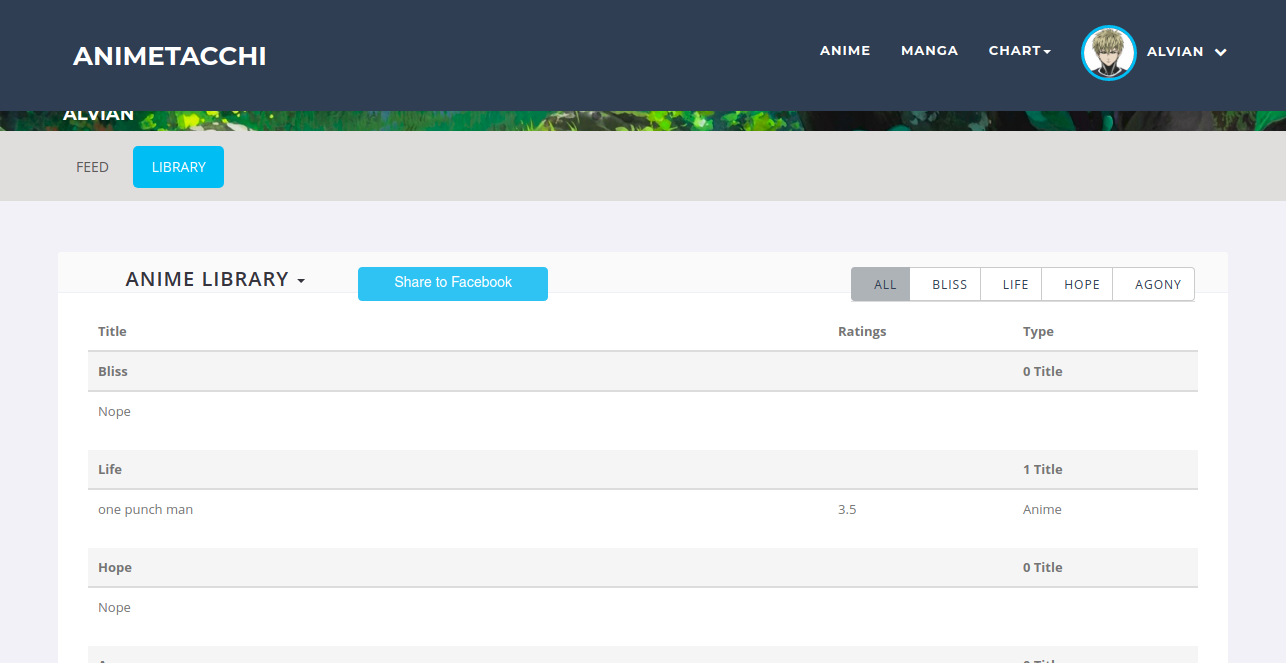 ANIMETACCHI
ANIME MANGA CHART ALVIAN
ALVIAN
FEED LIBRARY
ANIME LIBRARY Share to Facebook ALL BLISS LIFE HOPE AGONY
Title Ratings Type
Bliss 0 Title
Nope
Life 1 Title
one punch man 3.5 Anime
Hope 0 Title
Nope